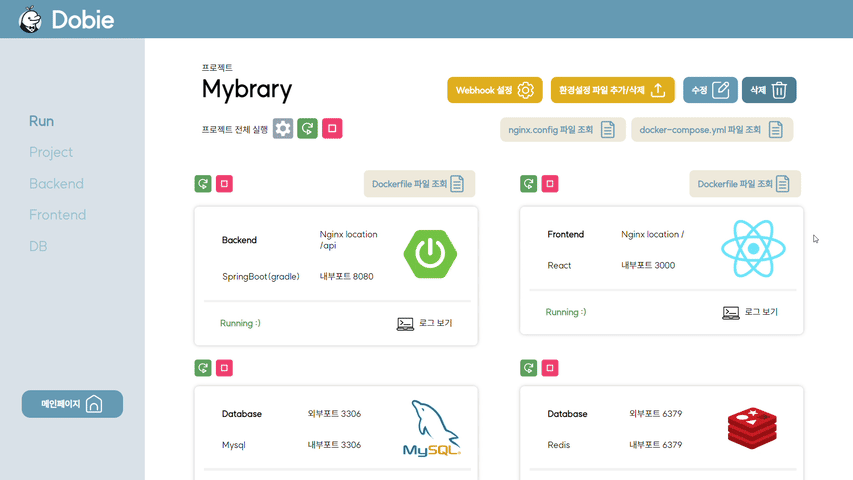 Dobie
Run
Project
Backend
Frontend
DB
메인페이지
프로젝트
Mybrary
Webhook 설정
환경설정 파일 추가/삭제
수정
삭제
프로젝트 전체 실행
nginx.config 파일 조회
docker-compose.yml 파일 조회
Dockerfile 파일 조회
Backend
Nginx location
/api
SpringBoot(gradle)
내부포트 8080
Running :)
로그 보기
Dockerfile 파일 조회
Frontend
Nginx location /
React
내부포트 3000
Running :)
로그 보기
Database
외부포트 3306
Mysql
내부포트 3306
MySQL
Database
외부포트 6379
Redis
내부포트 6379